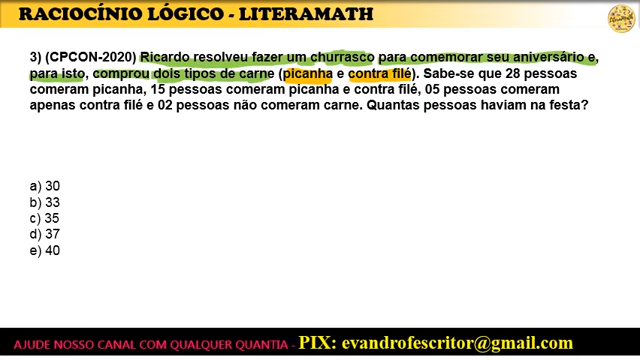 RACIOCÍNIO LÓGICO - LITERAMATH
3) (CPCON-2020) Ricardo resolveu fazer um churrasco para comemorar seu aniversário e,
para isto, comprou dois tipos de carne (picanha e contra filé). Sabe-se que 28 pessoas
comeram picanha, 15 pessoas comeram picanha e contra filé, 05 pessoas comeram
apenas contra filé e 02 pessoas não comeram carne. Quantas pessoas haviam na festa?
a) 30
b) 33
c) 35
d) 37
e) 40
AJUDE NOSSO CANAL COM QUALQUER QUANTIA - PIX: evandrofescritor@gmail.com